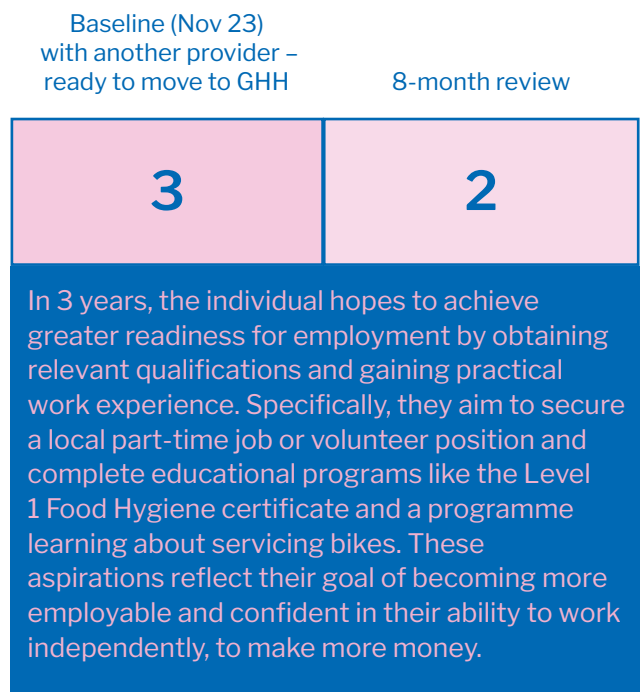 Baseline (Nov 23)
with another provider –
ready to move to GHH
8-month review
3
2
In 3 years, the individual hopes to achieve
greater readiness for employment by obtaining
relevant qualifications and gaining practical
work experience. Specifically, they aim to secure
a local part-time job or volunteer position and
complete educational programs like the Level
1 Food Hygiene certificate and a programme
learning about servicing bikes. These
aspirations reflect their goal of becoming more
employable and confident in their ability to work
independently, to make more money.